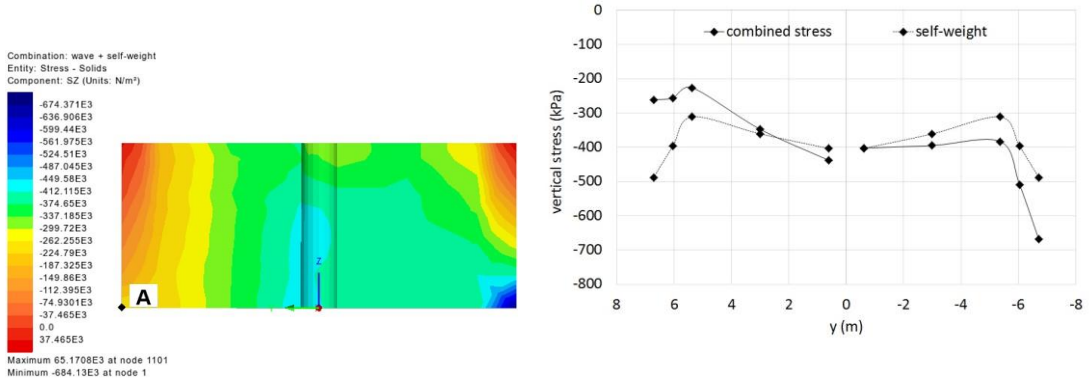 Combination: wave + self-weight
Entity: Stress - Solids
Component: SZ (Units: N/m²)
-674.371E3
-636.906E3
-599.44E3
-561.975E3
-524.51E3
-487.045E3
-412.115E3
-374.65E3
-337.185E3
-299.72E3
-262.255E3
-224.79E3
-187.325E3
-149.86E3
-112.395E3
-74.9301E3
-37.465E3
0.0
37.465E3
Maximum 65.1708E3 at node 1101
Minimum -684.13E3 at node 1
A
Z
0
-100
-200
-300
-400
-500
-600
-700
-800
vertical stress (kPa)
combined stress
self-weight
8 6 4 2 0 -2 -4 -6 -8
y (m)